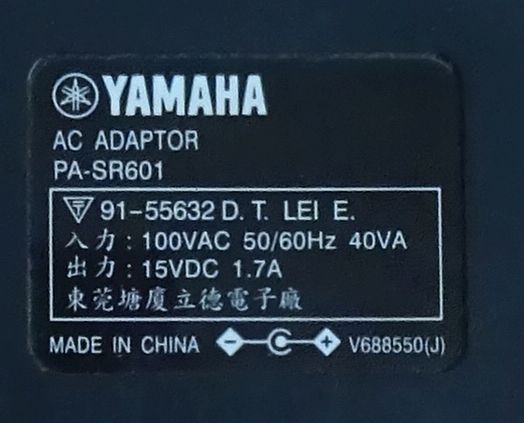 YAMAHA
AC ADAPTOR
PA-SR601
91-55632 D. T. LEI E.
入力 : 100VAC 50/60Hz 40VA
出力 : 15VDC 1.7A
東莞塘廈立德電子廠
MADE IN CHINA - C + V688550(J)